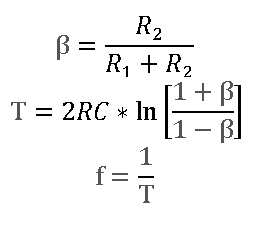 β = R₂ / (R₁ + R₂)
T = 2RC * ln [(1 + β) / (1 − β)]
f = 1 / T